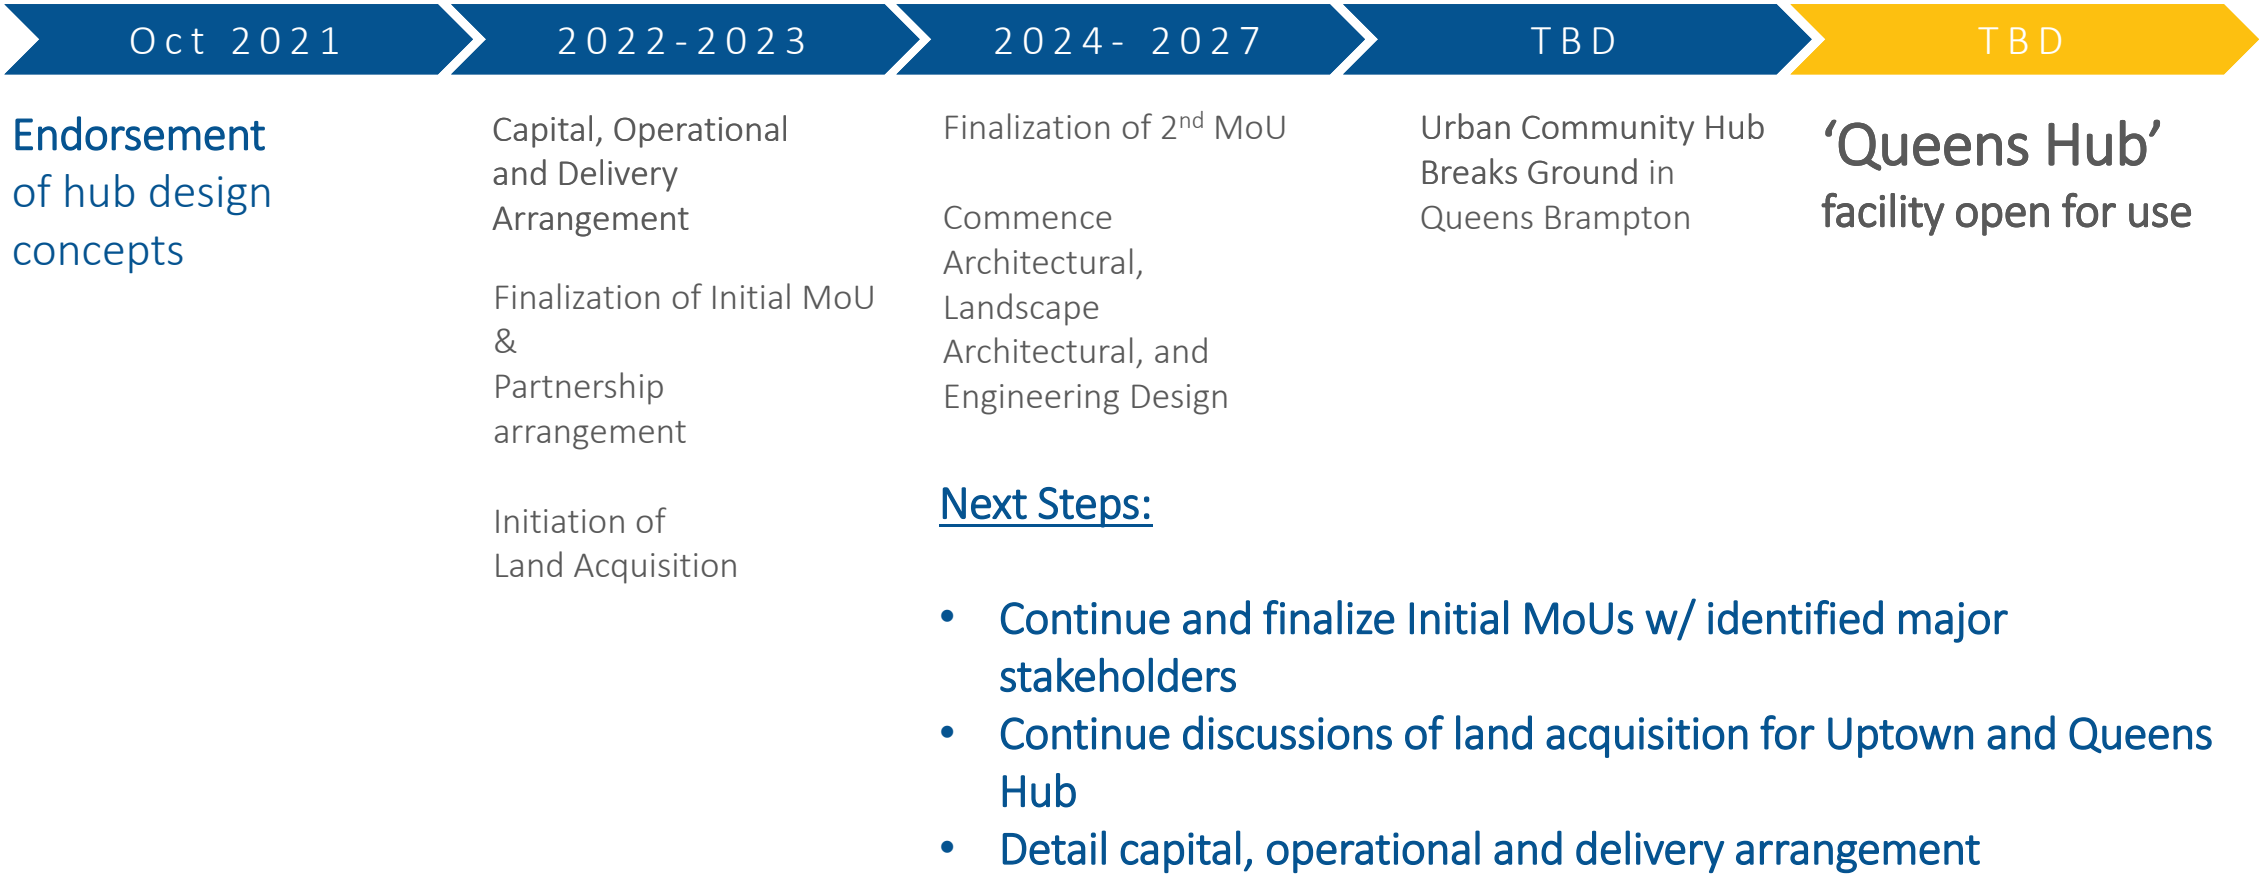 Oct 2021
2022-2023
2024- 2027
TBD
TBD
Endorsement
of hub design
concepts
Capital, Operational
and Delivery
Arrangement
Finalization of Initial MoU
&
Partnership
arrangement
Initiation of
Land Acquisition
Finalization of 2nd MoU
Commence
Architectural,
Landscape
Architectural, and
Engineering Design
Urban Community Hub
Breaks Ground in
Queens Brampton
‘Queens Hub’
facility open for use
Next Steps:
• Continue and finalize Initial MoUs w/ identified major
stakeholders
• Continue discussions of land acquisition for Uptown and Queens
Hub
• Detail capital, operational and delivery arrangement